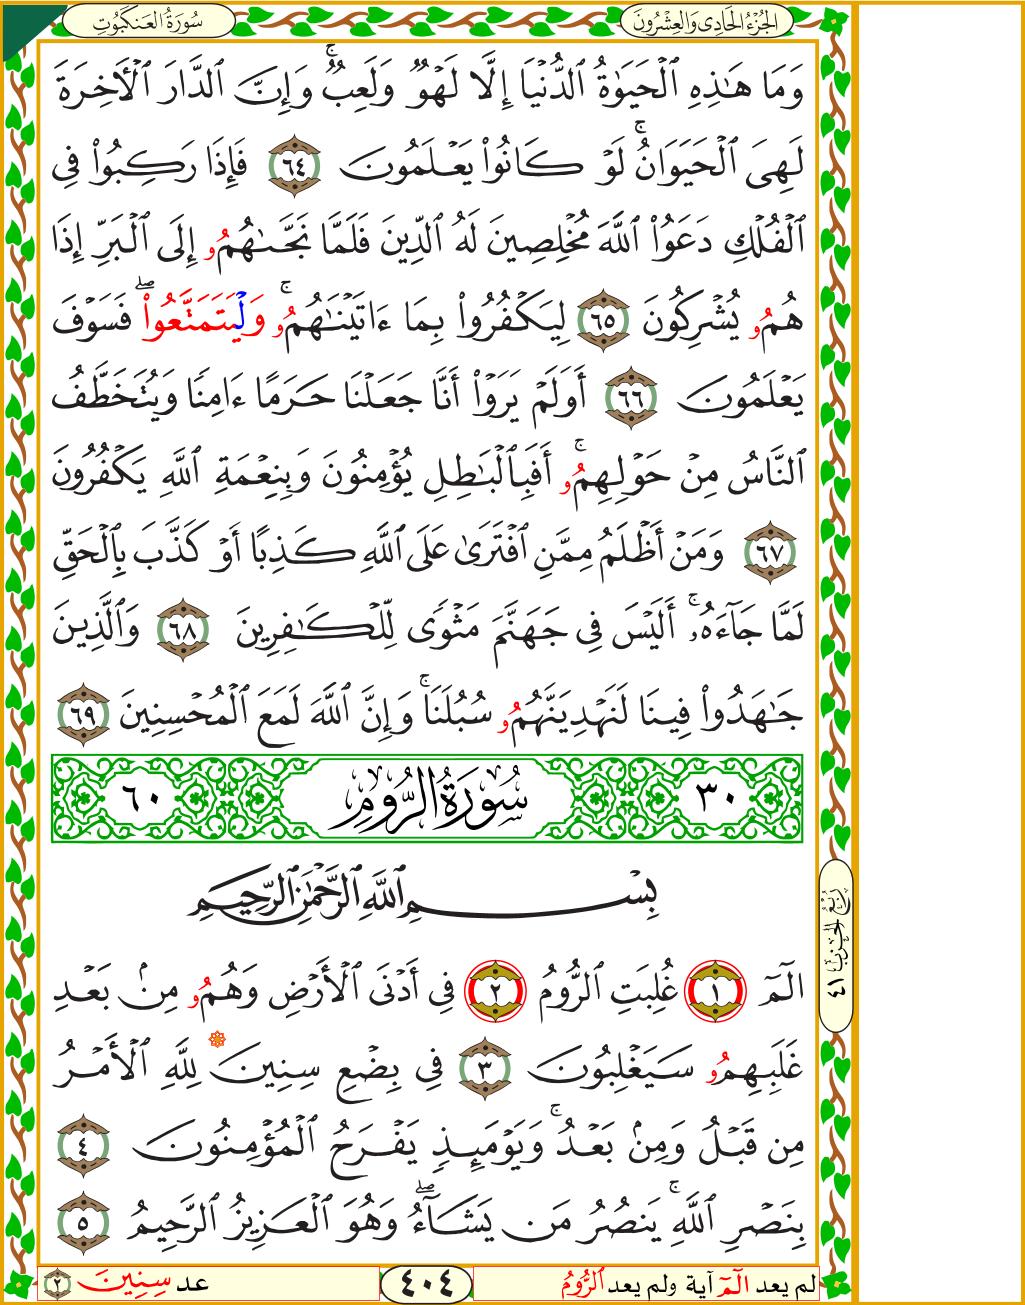 الجُزْءُ الحَادِي وَالعِشْرُونَ
سُورَةُ العَنكَبُوتِ
وَمَا هَٰذِهِ ٱلْحَيَوٰةُ ٱلدُّنْيَا إِلَّا لَهْوٌ وَلَعِبٌ ۚ وَإِنَّ ٱلدَّارَ ٱلْأَخِرَةَ
لَهِيَ ٱلْحَيَوَانُ ۚ لَوْ كَانُوا۟ يَعْلَمُونَ ٦٤ فَإِذَا رَكِبُوا۟ فِي
ٱلْفُلْكِ دَعَوُا۟ ٱللَّهَ مُخْلِصِينَ لَهُ ٱلدِّينَ فَلَمَّا نَجَّىٰهُمُۥ إِلَى ٱلْبَرِّ إِذَا
هُمُۥ يُشْرِكُونَ ٦٥ لِيَكْفُرُوا۟ بِمَا ءَاتَيْنَٰهُمُۥ ۚ وَلْيَتَمَتَّعُوا۟ ۖ فَسَوْفَ
يَعْلَمُونَ ٦٦ أَوَلَمْ يَرَوْا۟ أَنَّا جَعَلْنَا حَرَمًا ءَامِنًا وَيُتَخَطَّفُ
ٱلنَّاسُ مِنْ حَوْلِهِمُۥ ۚ أَفَبِٱلْبَٰطِلِ يُؤْمِنُونَ وَبِنِعْمَةِ ٱللَّهِ يَكْفُرُونَ
٦٧ وَمَنْ أَظْلَمُ مِمَّنِ ٱفْتَرَىٰ عَلَى ٱللَّهِ كَذِبًا أَوْ كَذَّبَ بِٱلْحَقِّ
لَمَّا جَآءَهُۥ ۚ أَلَيْسَ فِي جَهَنَّمَ مَثْوًى لِّلْكَٰفِرِينَ ٦٨ وَٱلَّذِينَ
جَٰهَدُوا۟ فِينَا لَنَهْدِيَنَّهُمُۥ سُبُلَنَا ۚ وَإِنَّ ٱللَّهَ لَمَعَ ٱلْمُحْسِنِينَ ٦٩
٣٠ سُورَةُ الرُّومِ ٦٠
بِسْمِ ٱللَّهِ ٱلرَّحْمَٰنِ ٱلرَّحِيمِ
الٓمٓ ١ غُلِبَتِ ٱلرُّومُ ٢ فِي أَدْنَى ٱلْأَرْضِ وَهُمُۥ مِنۢ بَعْدِ
غَلَبِهِمُۥ سَيَغْلِبُونَ ٣ فِي بِضْعِ سِنِينَ لِلَّهِ ٱلْأَمْرُ
مِن قَبْلُ وَمِنۢ بَعْدُ ۚ وَيَوْمَئِذٍ يَفْرَحُ ٱلْمُؤْمِنُونَ ٤
بِنَصْرِ ٱللَّهِ ۚ يَنصُرُ مَن يَشَآءُ ۖ وَهُوَ ٱلْعَزِيزُ ٱلرَّحِيمُ ٥
رُبْعُ الحِزْبِ ٤١
لم يعد الٓمٓ آية ولم يعد ٱلرُّومُ
٤٠٤
عد سِنِينَ ٢